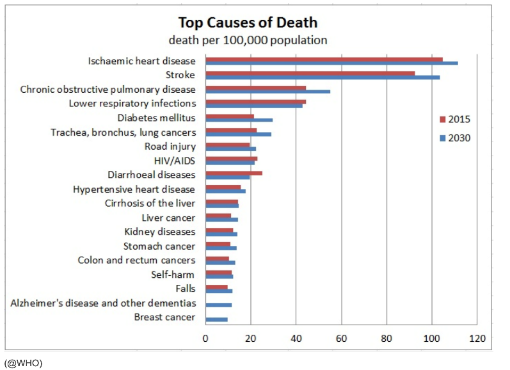 Top Causes of Death
death per 100,000 population
Ischaemic heart disease
Stroke
Chronic obstructive pulmonary disease
Lower respiratory infections
Diabetes mellitus
Trachea, bronchus, lung cancers
Road injury
HIV/AIDS
Diarrhoeal diseases
Hypertensive heart disease
Cirrhosis of the liver
Liver cancer
Kidney diseases
Stomach cancer
Colon and rectum cancers
Self-harm
Falls
Alzheimer's disease and other dementias
Breast cancer
2015
2030
0 20 40 60 80 100 120
(@WHO)